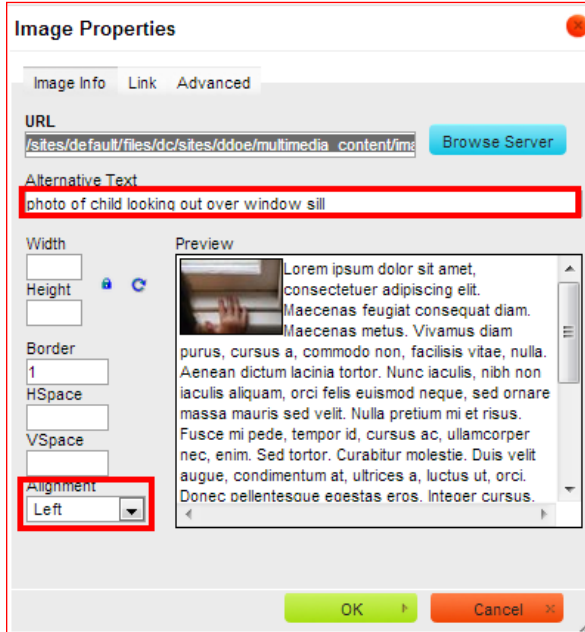 Image Properties
Image Info Link Advanced
URL
/sites/default/files/dc/sites/ddoe/multimedia_content/ima
Browse Server
Alternative Text
photo of child looking out over window sill
Width
Height
Border
1
HSpace
VSpace
Alignment
Left
Preview
Lorem ipsum dolor sit amet,
consectetuer adipiscing elit.
Maecenas feugiat consequat diam.
Maecenas metus. Vivamus diam
purus, cursus a, commodo non, facilisis vitae, nulla.
Aenean dictum lacinia tortor. Nunc iaculis, nibh non
iaculis aliquam, orci felis euismod neque, sed ornare
massa mauris sed velit. Nulla pretium mi et risus.
Fusce mi pede, tempor id, cursus ac, ullamcorper
nec, enim. Sed tortor. Curabitur molestie. Duis velit
augue, condimentum at, ultrices a, luctus ut, orci.
Donec pellentesque egestas eros. Integer cursus,
OK
Cancel